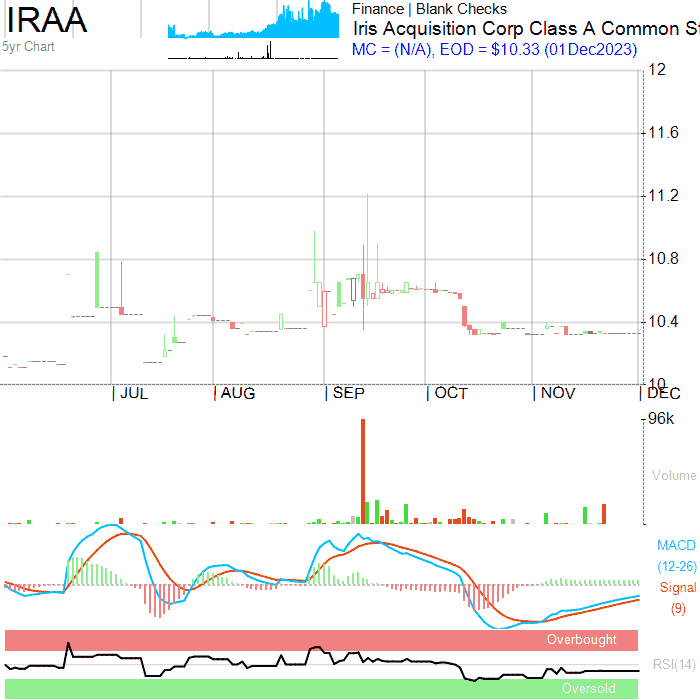 IRAA
5yr Chart
Finance | Blank Checks
Iris Acquisition Corp Class A Common St
MC = (N/A), EOD = $10.33 (01Dec2023)
12
11.6
11.2
10.8
10.4
10
JUL
AUG
SEP
OCT
NOV
DEC
96k
Volume
MACD
(12-26)
Signal
(9)
Overbought
RSI(14)
Oversold